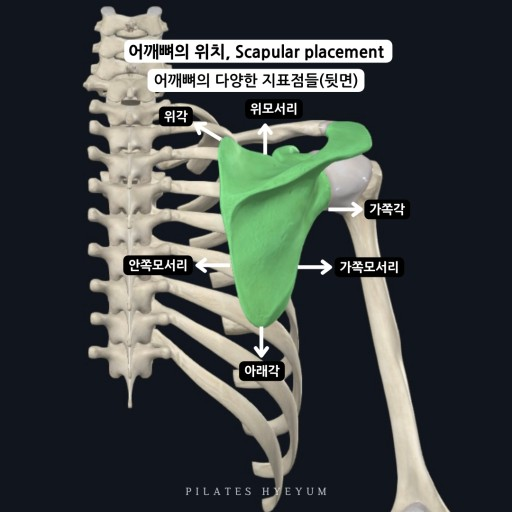 어깨뼈의 위치, Scapular placement
어깨뼈의 다양한 지표점들(뒷면)
위각
위모서리
가쪽각
안쪽모서리
가쪽모서리
아래각
PILATES HYEYUM